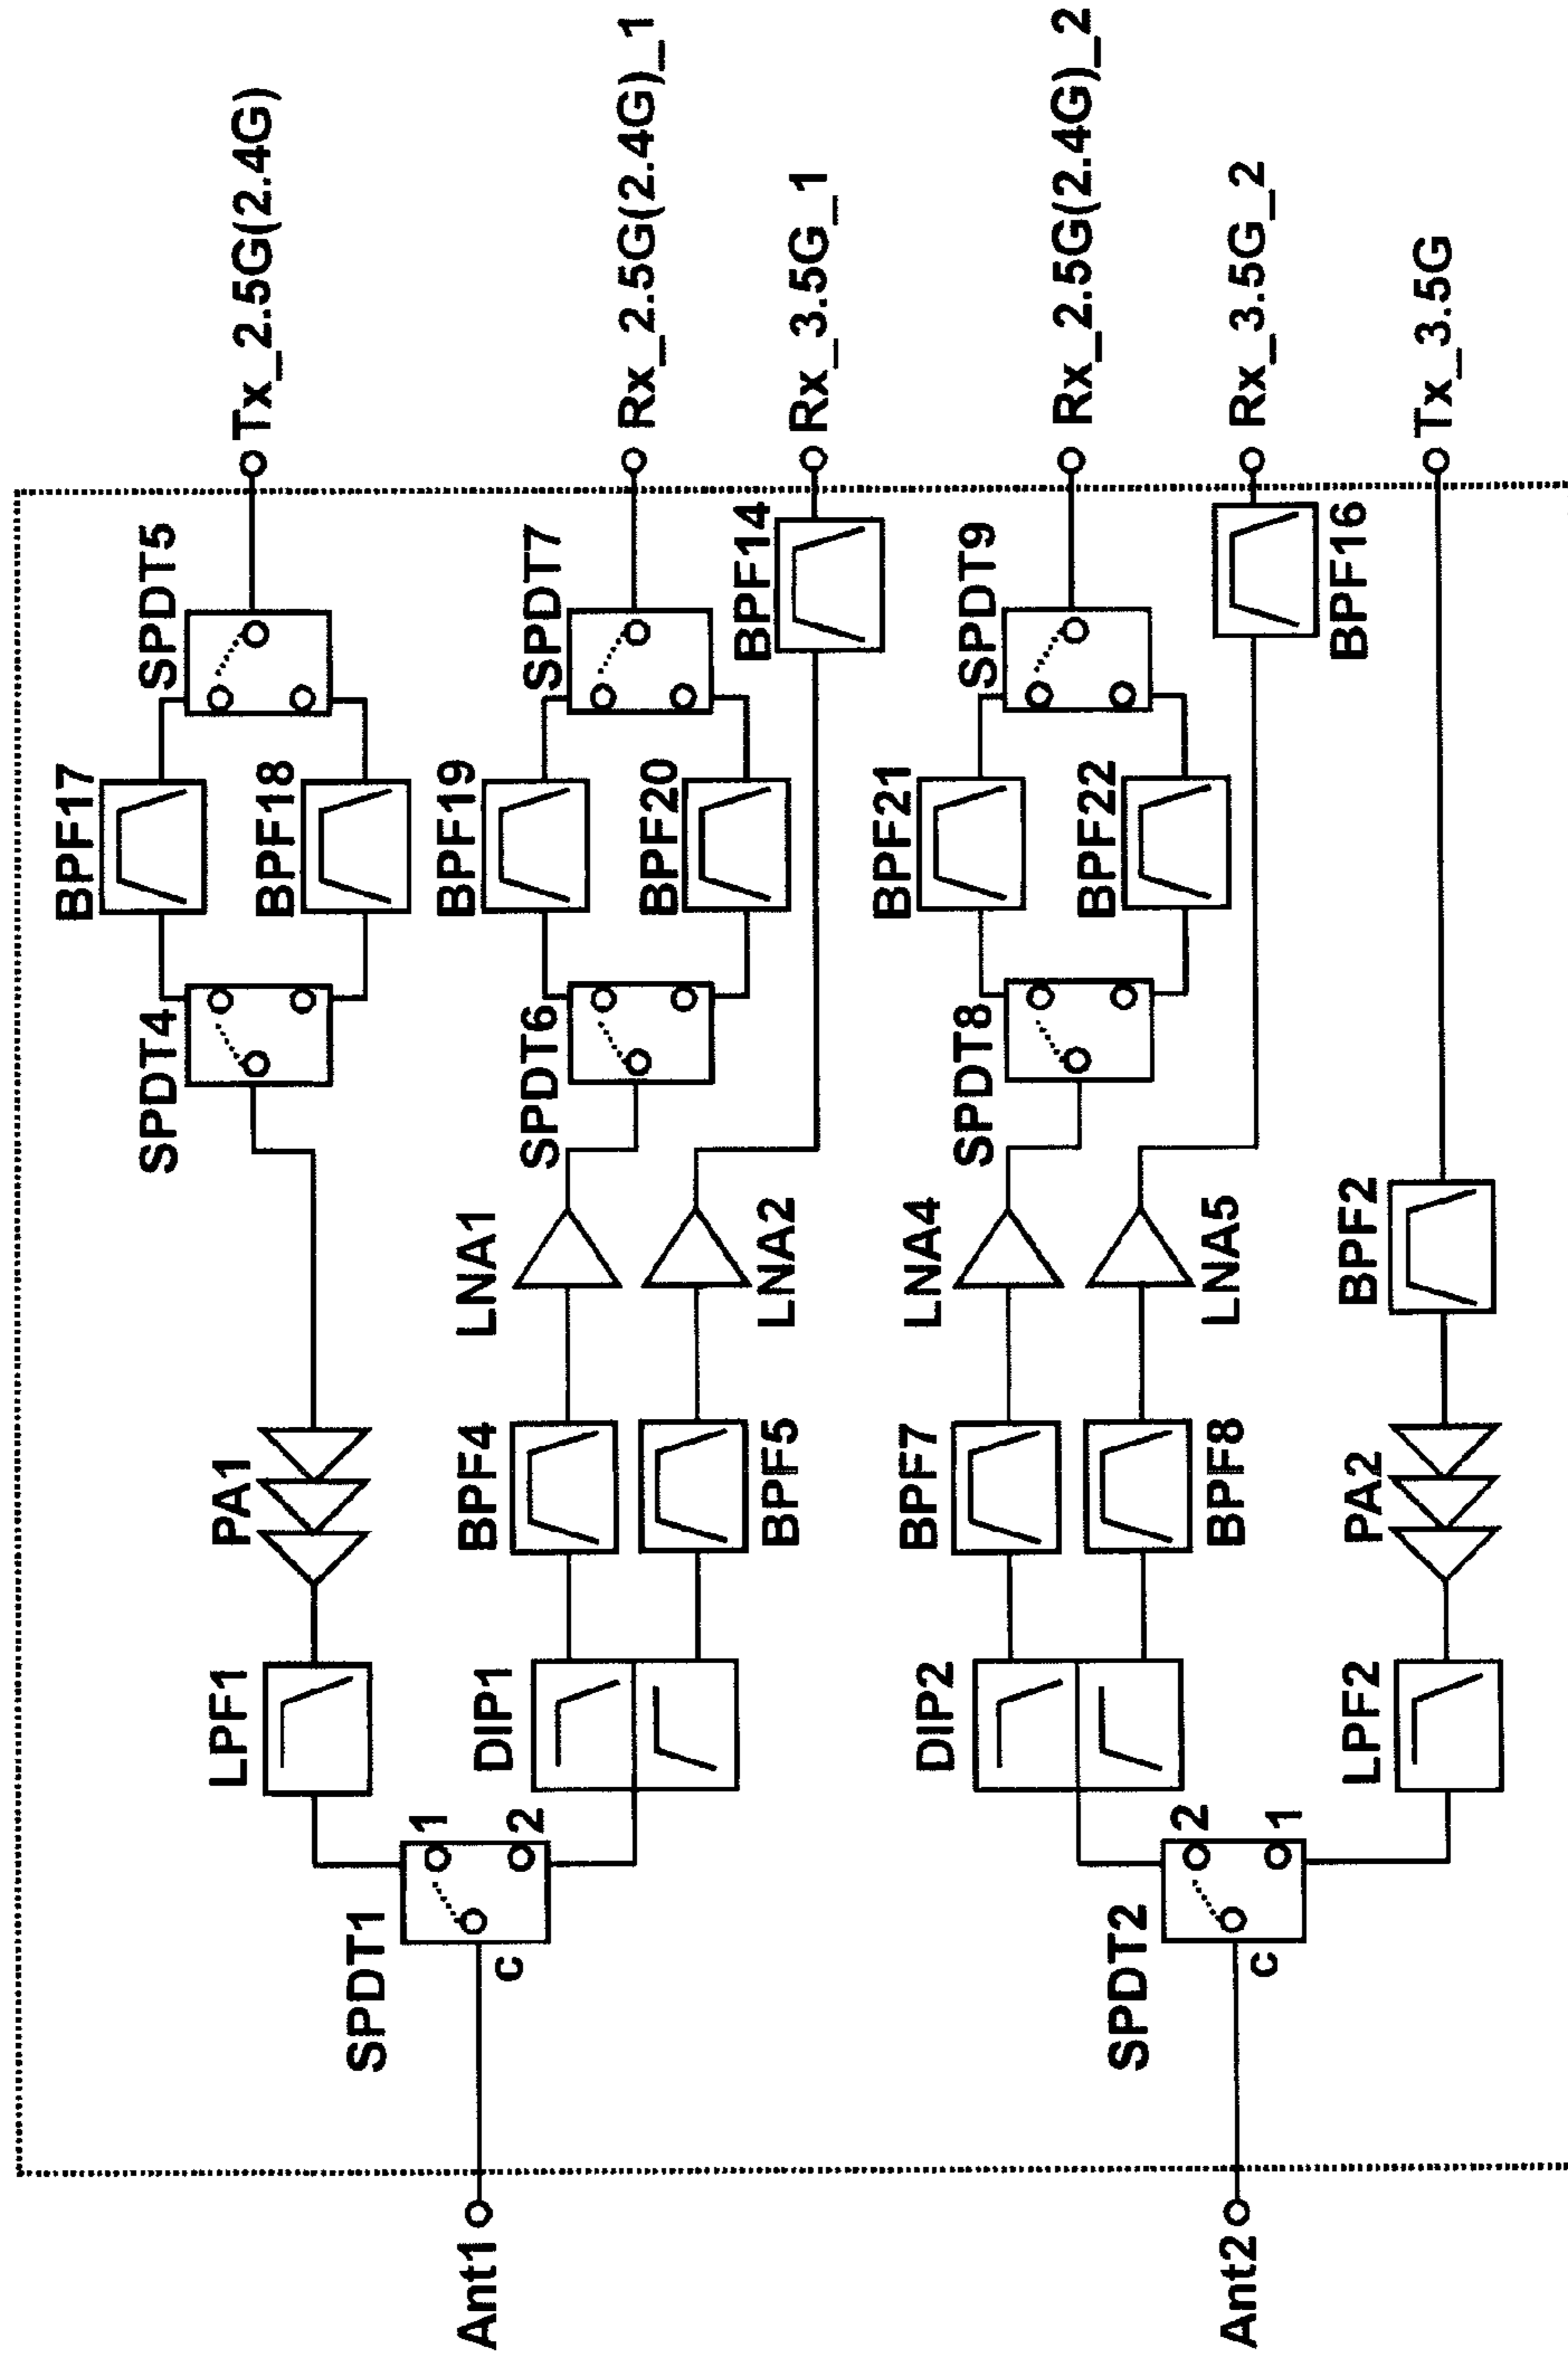 BPF17
SPDT4
SPDT5
Tx_2.5G(2.4G)
PA1
BPF18
LPF1
SPDT1
1
2
c
Ant1
BPF19
SPDT6
SPDT7
Rx_2.5G(2.4G)_1
LNA1
BPF4
DIP1
BPF20
BPF14
Rx_3.5G_1
LNA2
BPF5
BPF21
SPDT8
SPDT9
Rx_2.5G(2.4G)_2
LNA4
BPF7
DIP2
BPF22
SPDT2
2
1
c
Ant2
LNA5
BPF8
Rx_3.5G_2
BPF16
BPF2
PA2
LPF2
Tx_3.5G